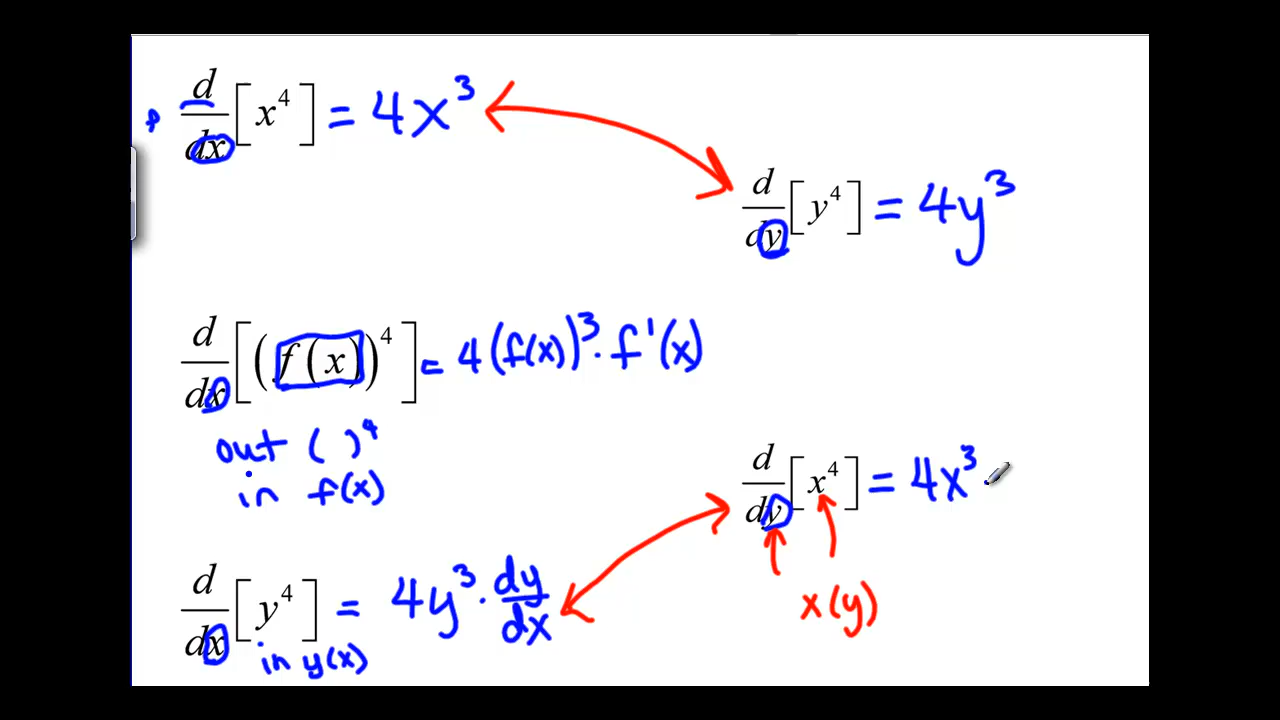 d/dx [x⁴] = 4x³
d/dy [y⁴] = 4y³
d/dx [(f(x))⁴] = 4(f(x))³ · f'(x)
out ( )⁴
in f(x)
d/dy [x⁴] = 4x³ ·
x(y)
d/dx [y⁴] = 4y³ · dy/dx
in y(x)